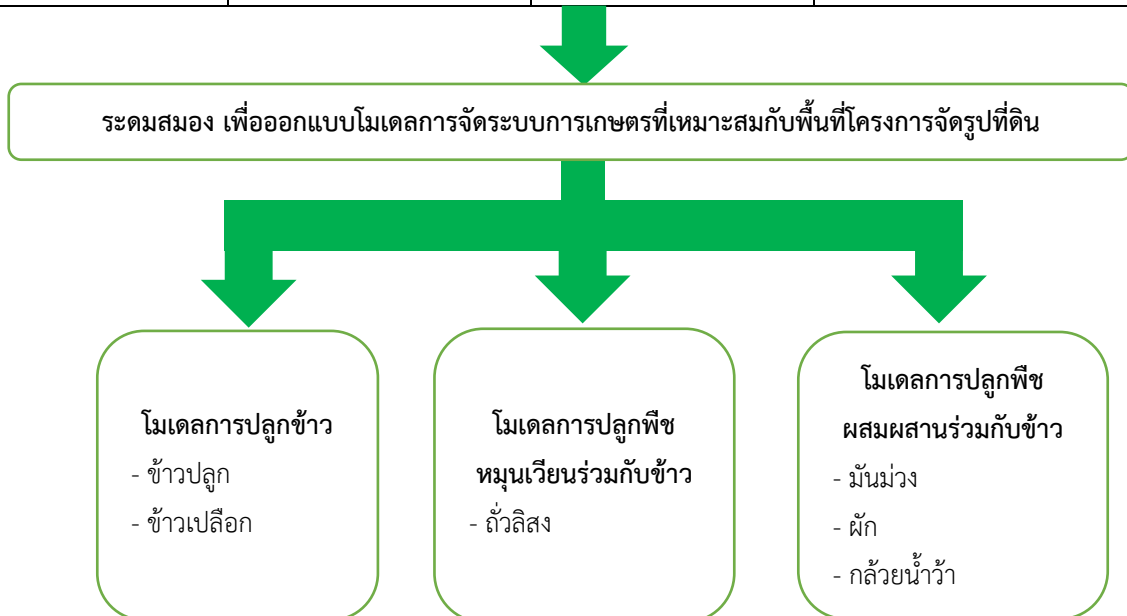 ระดมสมอง เพื่อออกแบบโมเดลการจัดระบบการเกษตรที่เหมาะสมกับพื้นที่โครงการจัดรูปที่ดิน
โมเดลการปลูกข้าว
- ข้าวปลูก
- ข้าวเปลือก
โมเดลการปลูกพืช
หมุนเวียนร่วมกับข้าว
- ถั่วลิสง
โมเดลการปลูกพืช
ผสมผสานร่วมกับข้าว
- มันม่วง
- ผัก
- กล้วยน้ำว้า